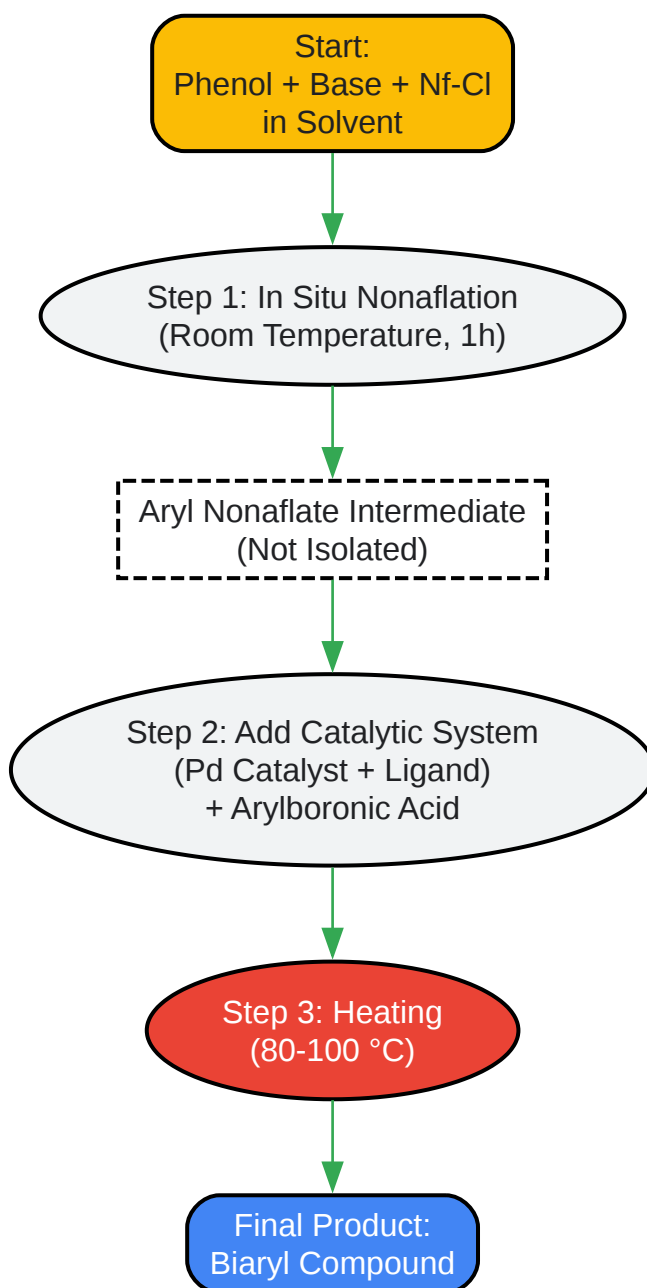 Start:
Phenol + Base + Nf-Cl
in Solvent
Step 1: In Situ Nonaflation
(Room Temperature, 1h)
Aryl Nonaflate Intermediate
(Not Isolated)
Step 2: Add Catalytic System
(Pd Catalyst + Ligand)
+ Arylboronic Acid
Step 3: Heating
(80-100 °C)
Final Product:
Biaryl Compound